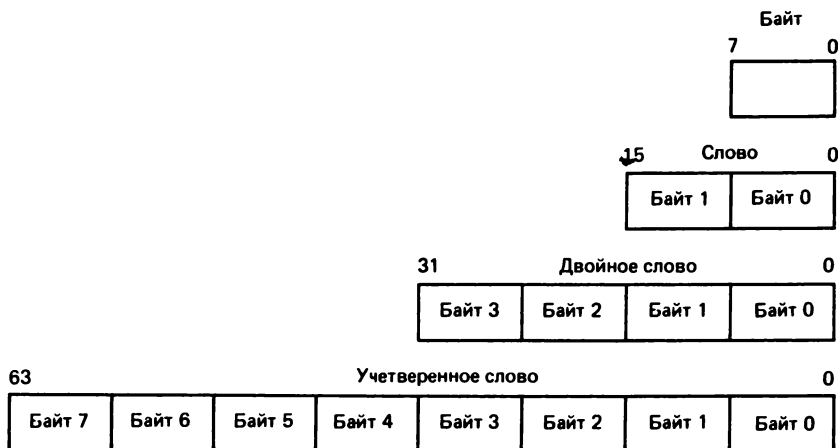 Байт
7 0
15 Слово 0
Байт 1 Байт 0
31 Двойное слово 0
Байт 3 Байт 2 Байт 1 Байт 0
63 Учетверенное слово 0
Байт 7 Байт 6 Байт 5 Байт 4 Байт 3 Байт 2 Байт 1 Байт 0